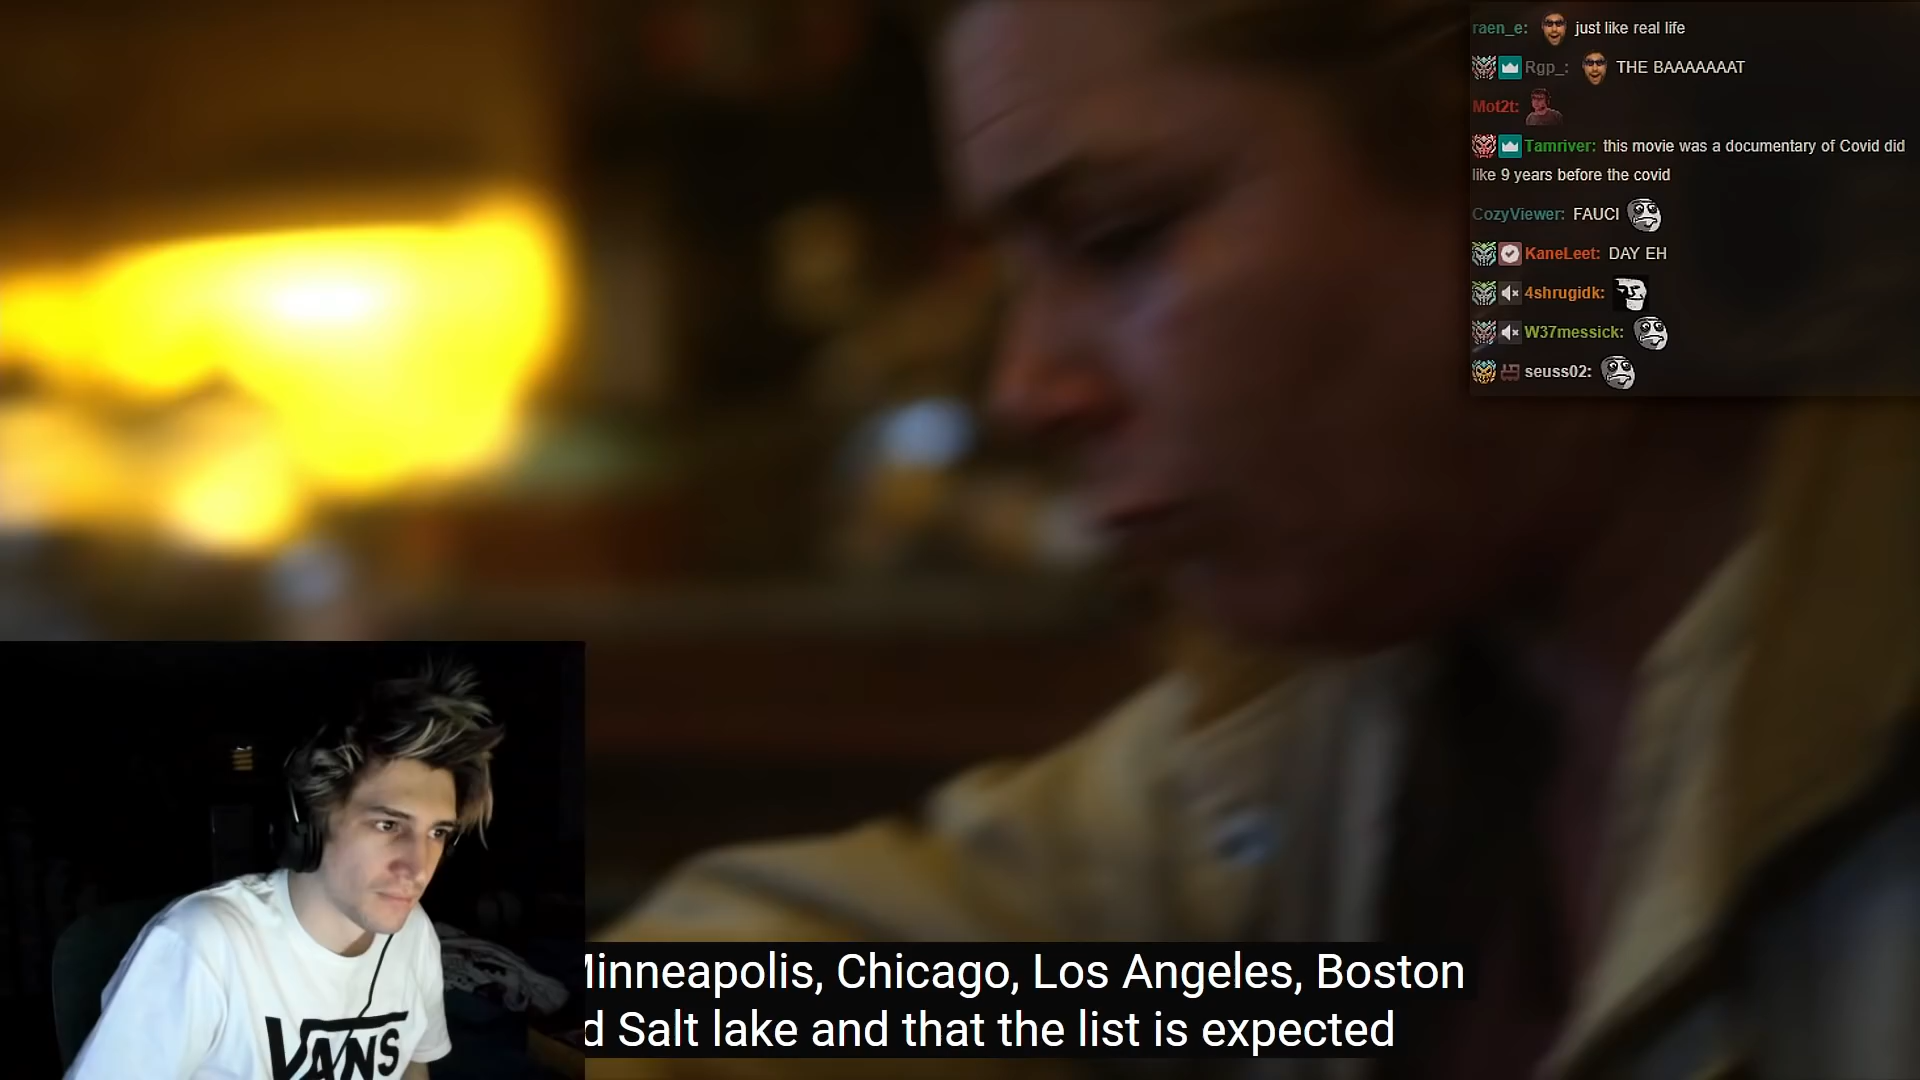 raen_e: just like real life
Rgp_: THE BAAAAAAAT
Mot2t:
Tamriver: this movie was a documentary of Covid did
like 9 years before the covid
CozyViewer: FAUCI
KaneLeet: DAY EH
4shrugidk:
W37messick:
seuss02:
VANS
Minneapolis, Chicago, Los Angeles, Boston
d Salt lake and that the list is expected